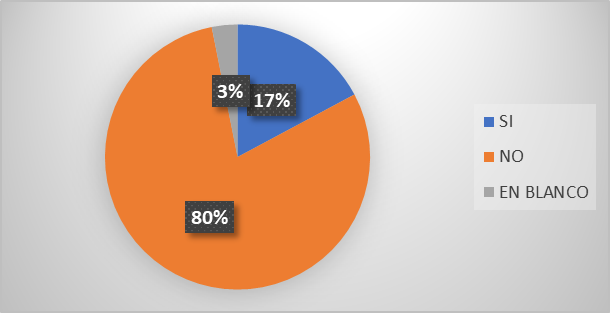 3%
17%
80%
SI
NO
EN BLANCO